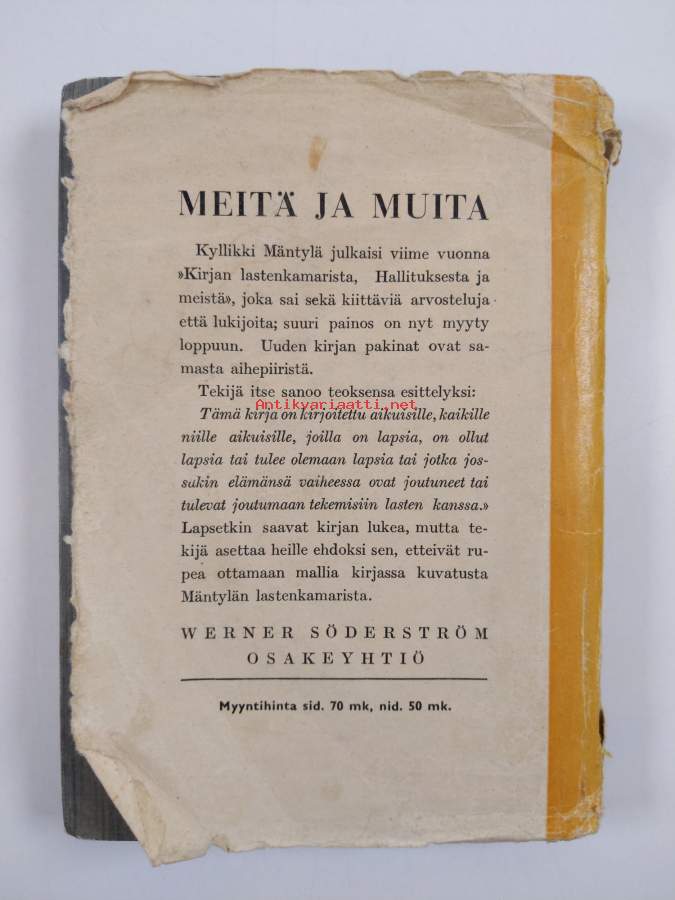 MEITÄ JA MUITA
Kyllikki Mäntylä julkaisi viime vuonna
»Kirjan lastenkamarista, Hallituksesta ja
meistä», joka sai sekä kiittäviä arvosteluja
että lukijoita; suuri painos on nyt myyty
loppuun. Uuden kirjan pakinat ovat sa-
masta aihepiiristä.
Tekijä itse sanoo teoksensa esittelyksi:
Antikvariaatti.net
Tämä kirja on kirjoitettu aikuisille, kaikille
niille aikuisille, joilla on lapsia, on ollut
lapsia tai tulee olemaan lapsia tai jotka jos-
sakin elämänsä vaiheessa ovat joutuneet tai
tulevat joutumaan tekemisiin lasten kanssa.»
Lapsetkin saavat kirjan lukea, mutta te-
kijä asettaa heille ehdoksi sen, etteivät ru-
pea ottamaan mallia kirjassa kuvatusta
Mäntylän lastenkamarista.
WERNER SÖDERSTRÖM
OSAKEYHTIÖ
Myyntihinta sid. 70 mk, nid. 50 mk.